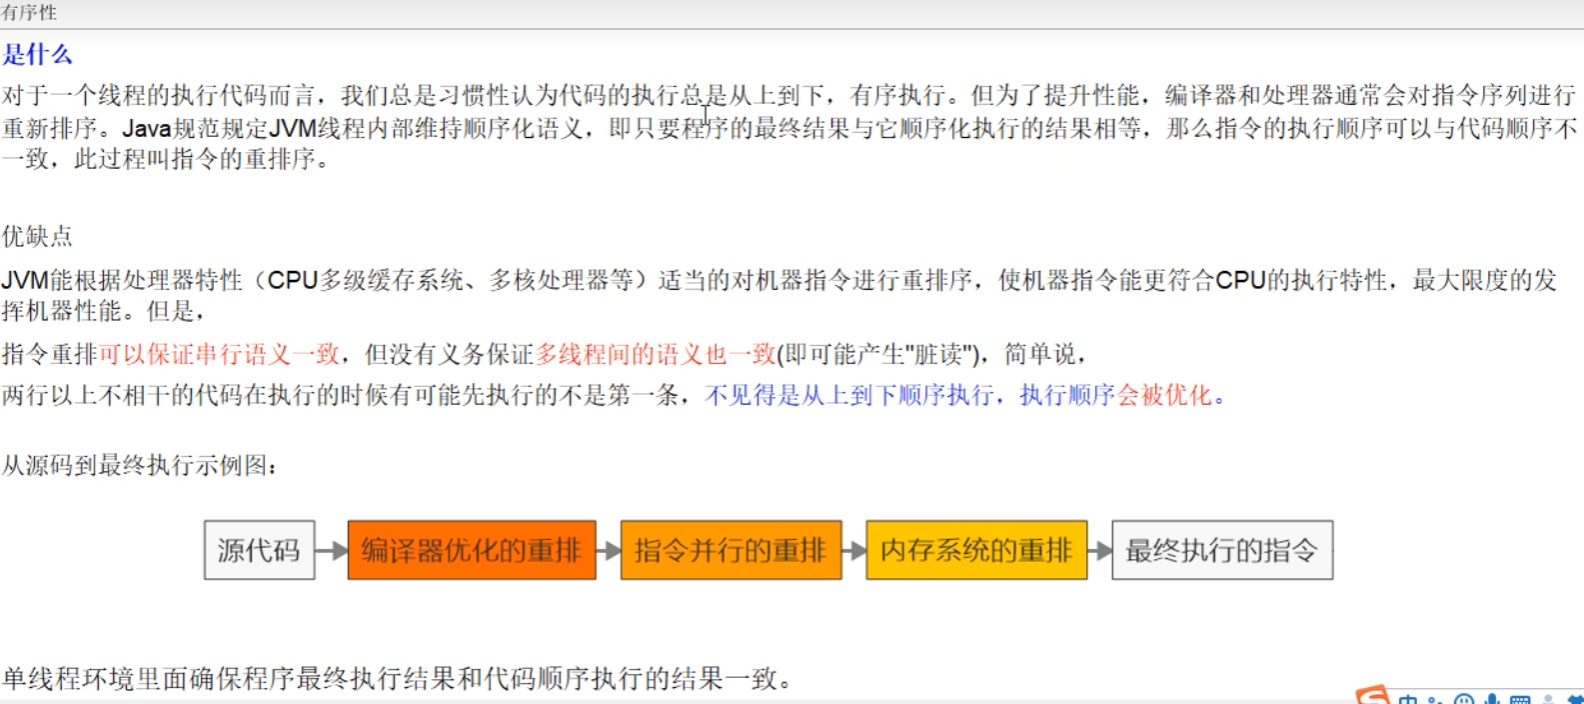 有序性
是什么
对于一个线程的执行代码而言，我们总是习惯性认为代码的执行总是从上到下，有序执行。但为了提升性能，编译器和处理器通常会对指令序列进行
重新排序。Java规范规定JVM线程内部维持顺序化语义，即只要程序的最终结果与它顺序化执行的结果相等，那么指令的执行顺序可以与代码顺序不
一致，此过程叫指令的重排序。
优缺点
JVM能根据处理器特性（CPU多级缓存系统、多核处理器等）适当的对机器指令进行重排序，使机器指令能更符合CPU的执行特性，最大限度的发
挥机器性能。但是，
指令重排可以保证串行语义一致，但没有义务保证多线程间的语义也一致(即可能产生"脏读")，简单说，
两行以上不相干的代码在执行的时候有可能先执行的不是第一条，不见得是从上到下顺序执行，执行顺序会被优化。
从源码到最终执行示例图：
源代码 编译器优化的重排 指令并行的重排 内存系统的重排 最终执行的指令
单线程环境里面确保程序最终执行结果和代码顺序执行的结果一致。
中